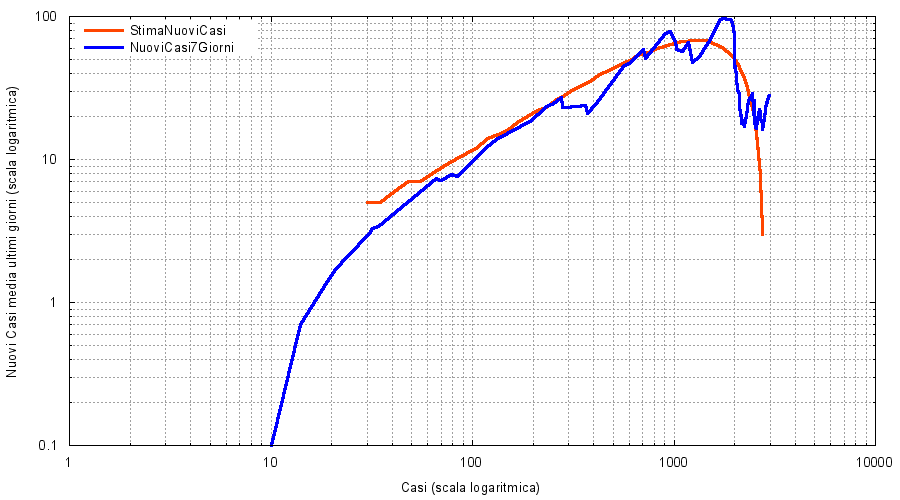 100
StimaNuoviCasi
NuoviCasi7Giorni
10
1
0.1
1
10
100
1000
10000
Nuovi Casi media ultimi giorni (scala logaritmica)
Casi (scala logaritmica)